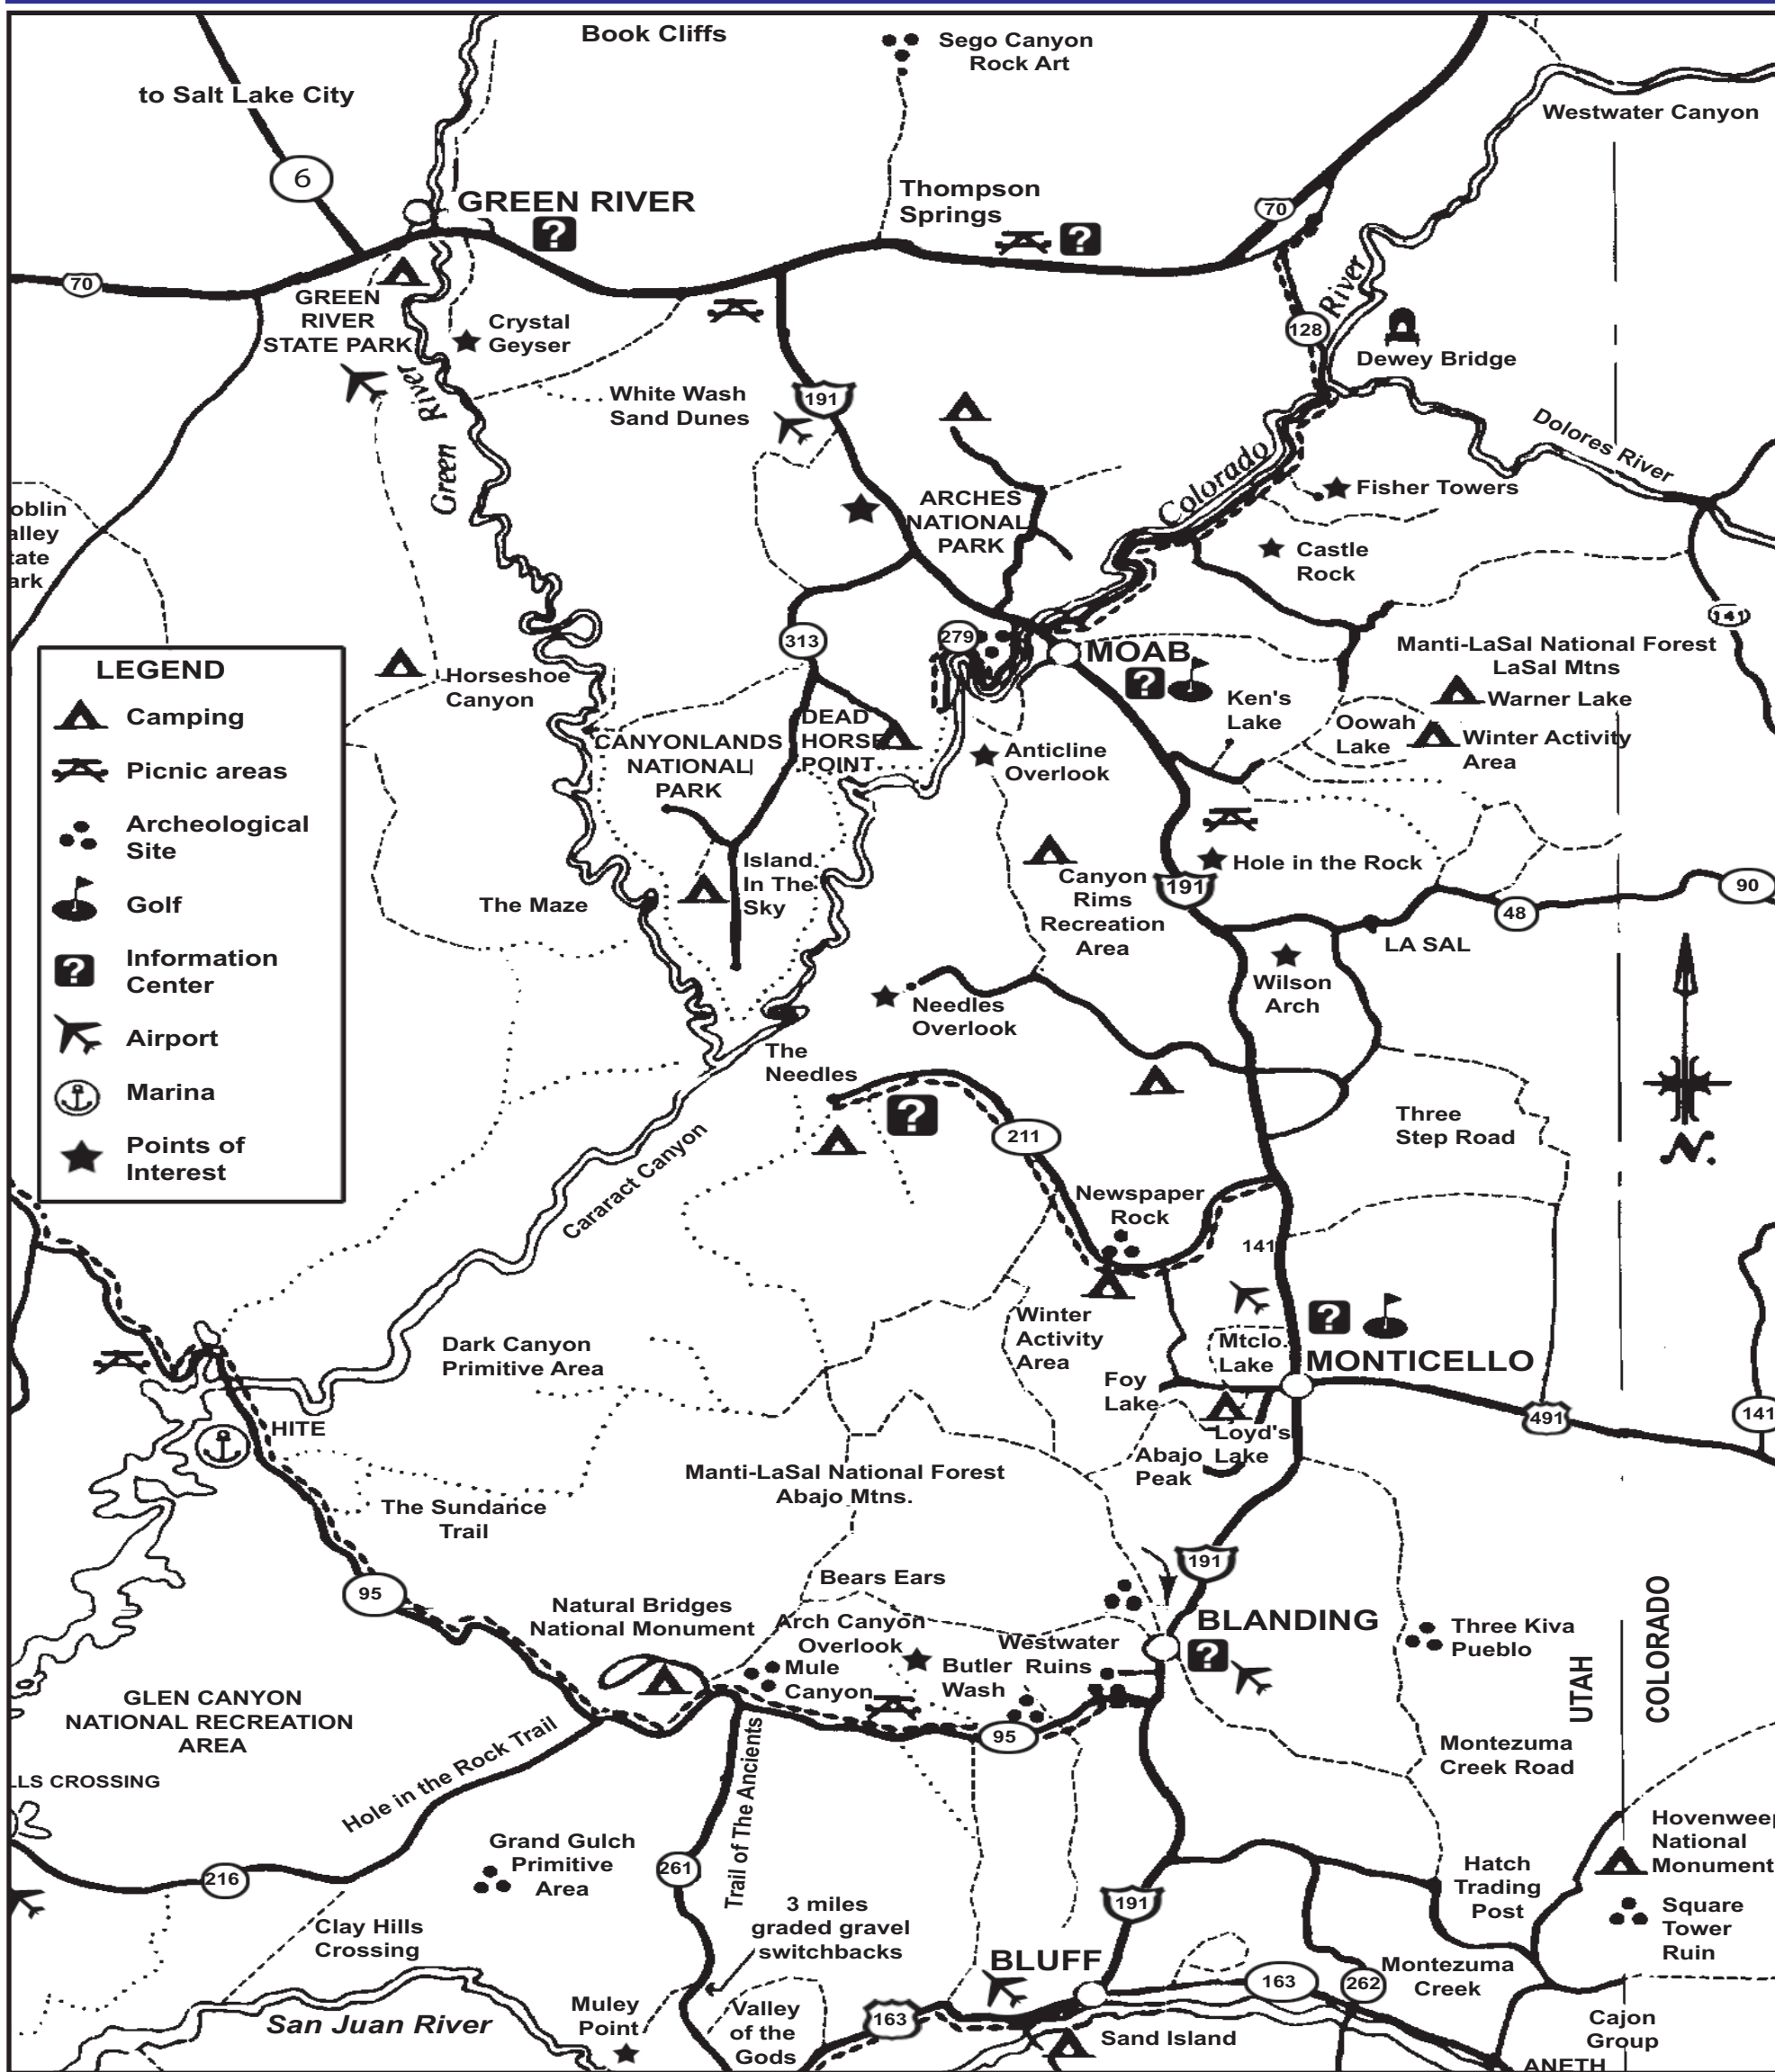 Book Cliffs
Sego Canyon
Rock Art
to Salt Lake City
Westwater Canyon
6
GREEN RIVER
?
Thompson
Springs
?
70
70
GREEN
RIVER
STATE PARK
Crystal
Geyser
River
128
Dewey Bridge
White Wash
Sand Dunes
191
Green
River
Dolores River
Colorado
Fisher Towers
ARCHES
NATIONAL
PARK
Castle
Rock
oblin
alley
tate
ark
141
313
279
MOAB
?
Manti-LaSal National Forest
LaSal Mtns
Warner Lake
Horseshoe
Canyon
Ken's
Lake
Oowah
Lake
Winter Activity
Area
LEGEND
Camping
Picnic areas
Archeological
Site
Golf
?
Information
Center
Airport
Marina
Points of
Interest
CANYONLANDS
NATIONAL
PARK
DEAD
HORSE
POINT
Anticline
Overlook
Island
In The
Sky
The Maze
Canyon
Rims
Recreation
Area
Hole in the Rock
191
90
48
LA SAL
Wilson
Arch
Needles
Overlook
The
Needles
?
211
Three
Step Road
N.
Cararact Canyon
Newspaper
Rock
141
Winter
Activity
Area
?
Mtclo.
Lake
MONTICELLO
Foy
Lake
491
141
Loyd's
Lake
Abajo
Peak
Dark Canyon
Primitive Area
HITE
Manti-LaSal National Forest
Abajo Mtns.
The Sundance
Trail
95
191
Bears Ears
Natural Bridges
National Monument
Arch Canyon
Overlook
Mule
Canyon
Butler
Wash
Westwater
Ruins
BLANDING
?
Three Kiva
Pueblo
UTAH
COLORADO
GLEN CANYON
NATIONAL RECREATION
AREA
95
LLS CROSSING
Hole in the Rock Trail
Trail of The Ancients
Montezuma
Creek Road
Hovenweep
National
Monument
216
Grand Gulch
Primitive
Area
261
Hatch
Trading
Post
Square
Tower
Ruin
Clay Hills
Crossing
3 miles
graded gravel
switchbacks
191
BLUFF
163
262
Montezuma
Creek
San Juan River
Muley
Point
Valley
of the
Gods
163
Sand Island
Cajon
Group
ANETH